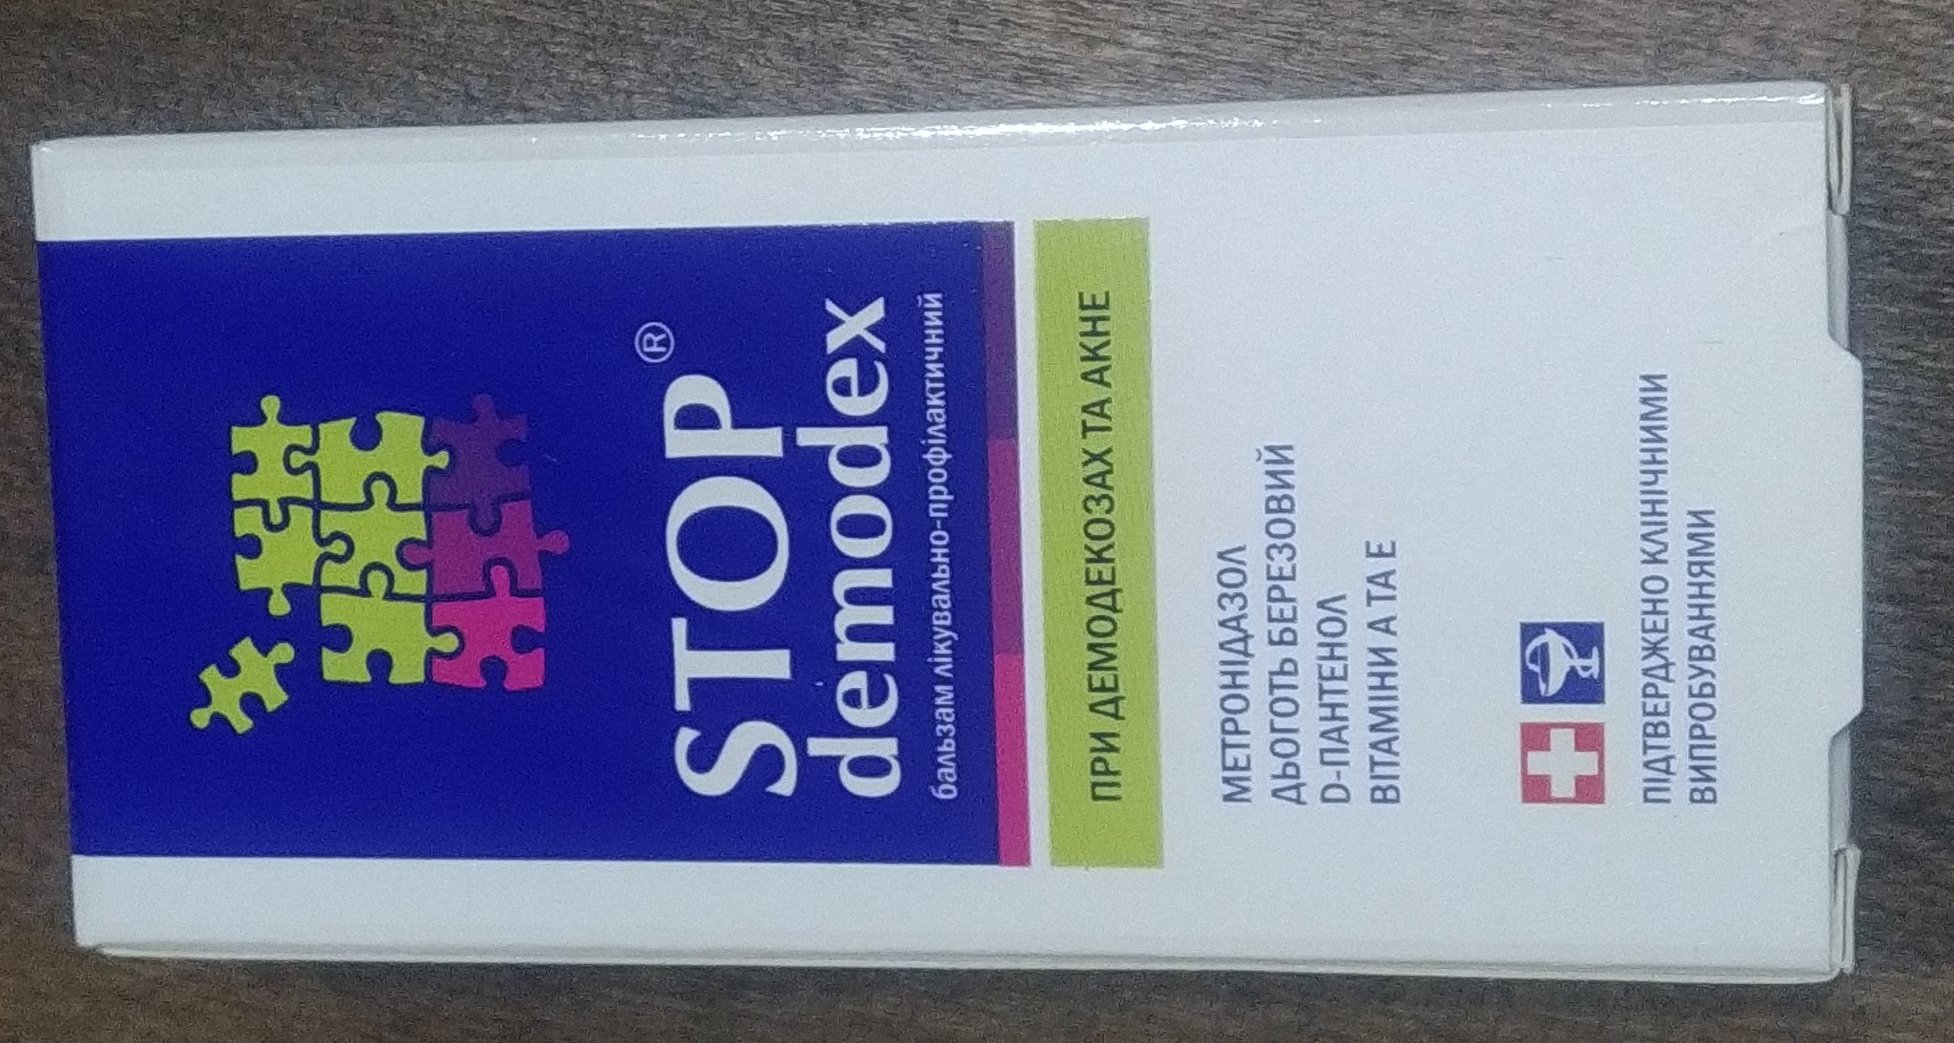 STOP®
demodex
бальзам лікувально-профілактичний
ПРИ ДЕМОДЕКОЗАХ ТА АКНЕ
МЕТРОНІДАЗОЛ
ДЬОГОТЬ БЕРЕЗОВИЙ
D-ПАНТЕНОЛ
ВІТАМІНИ А ТА Е
ПІДТВЕРДЖЕНО КЛІНІЧНИМИ
ВИПРОБУВАННЯМИ